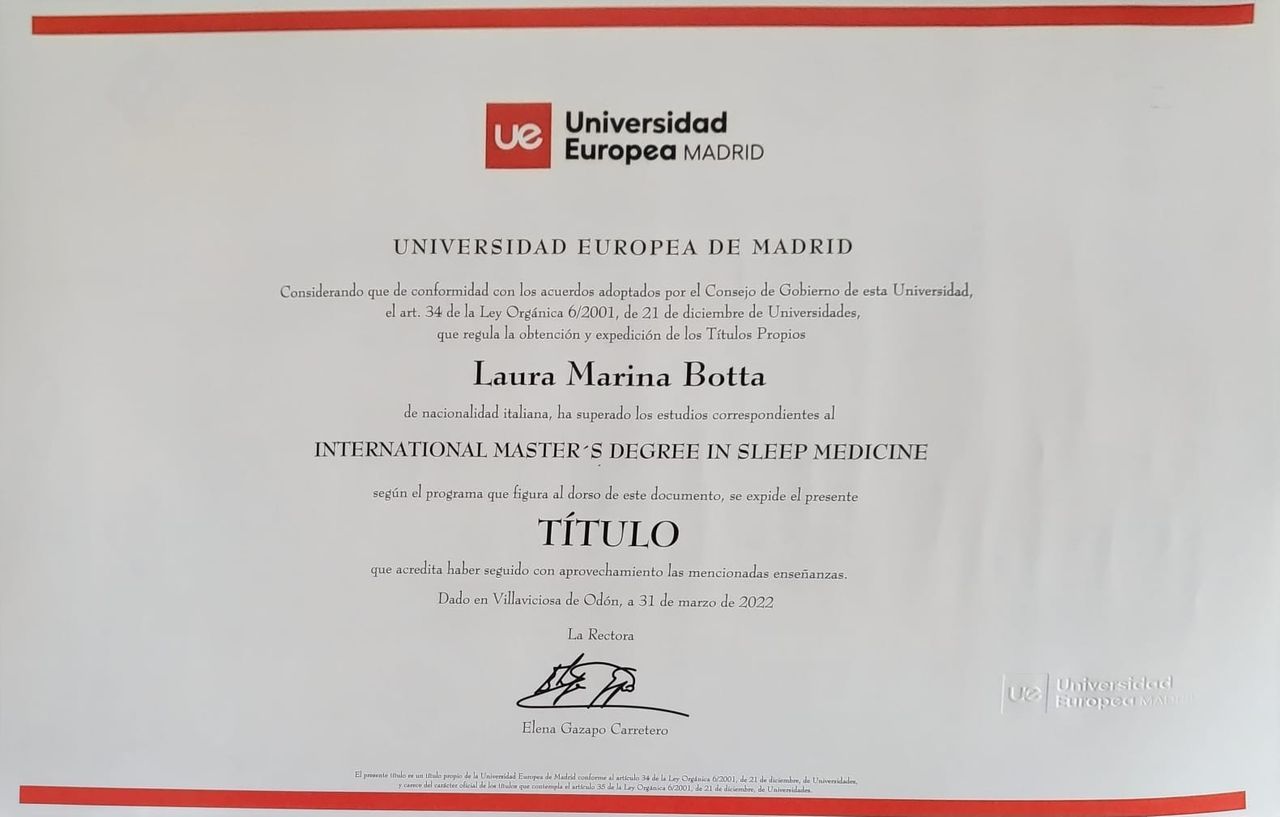 ue Universidad
Europea MADRID
UNIVERSIDAD EUROPEA DE MADRID
Considerando que de conformidad con los acuerdos adoptados por el Consejo de Gobierno de esta Universidad,
el art. 34 de la Ley Orgánica 6/2001, de 21 de diciembre de Universidades,
que regula la obtención y expedición de los Títulos Propios
Laura Marina Botta
de nacionalidad italiana, ha superado los estudios correspondientes al
INTERNATIONAL MASTER´S DEGREE IN SLEEP MEDICINE
según el programa que figura al dorso de este documento, se expide el presente
TÍTULO
que acredita haber seguido con aprovechamiento las mencionadas enseñanzas.
Dado en Villaviciosa de Odón, a 31 de marzo de 2022
La Rectora
Elena Gazapo Carretero
ue Universidad
Europea MADRID
El presente título es un título propio de la Universidad Europea de Madrid conforme al artículo 34 de la Ley Orgánica 6/2001, de 21 de diciembre, de Universidades,
y carece del carácter oficial de los títulos que contempla el artículo 35 de la Ley Orgánica 6/2001, de 21 de diciembre, de Universidades.